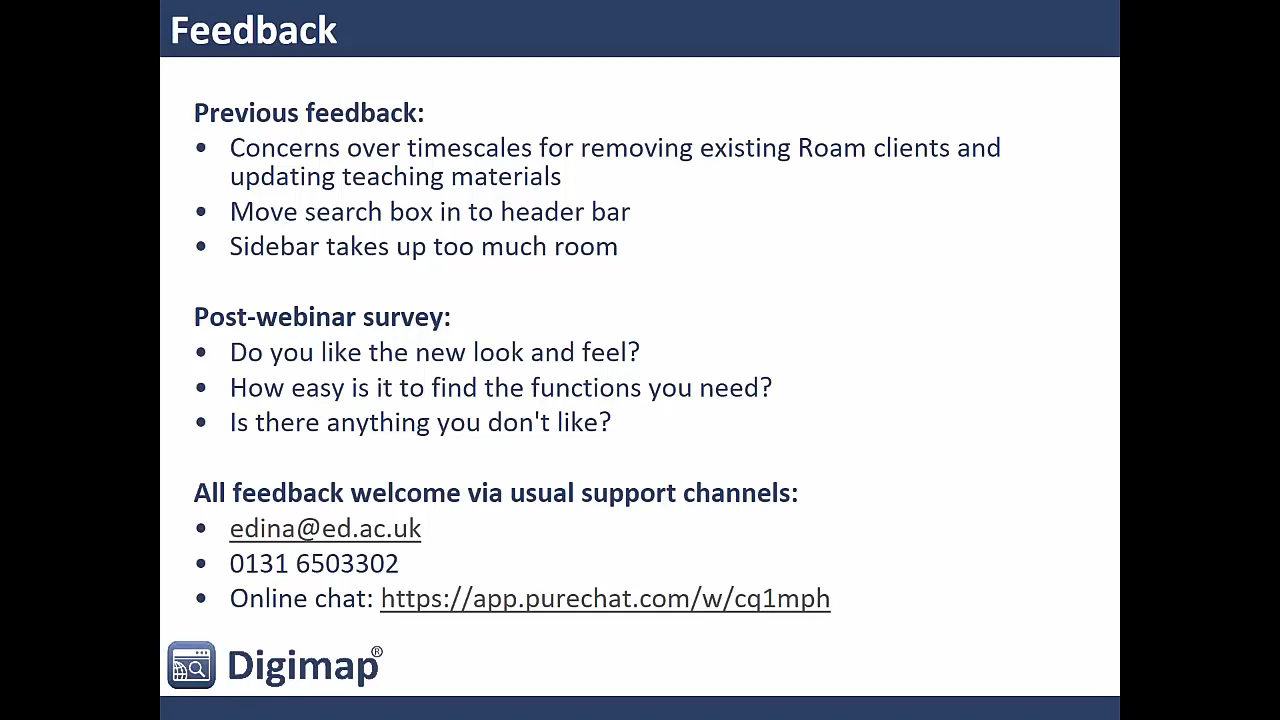 Feedback
Previous feedback:
• Concerns over timescales for removing existing Roam clients and
updating teaching materials
• Move search box in to header bar
• Sidebar takes up too much room
Post-webinar survey:
• Do you like the new look and feel?
• How easy is it to find the functions you need?
• Is there anything you don't like?
All feedback welcome via usual support channels:
• edina@ed.ac.uk
• 0131 6503302
• Online chat: https://app.purechat.com/w/cq1mph
Digimap®